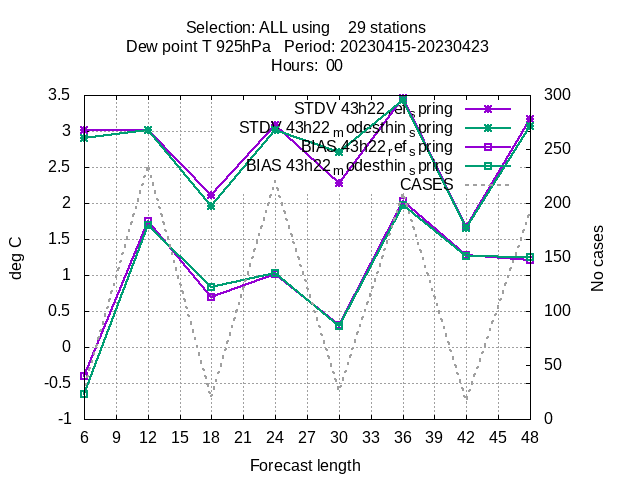 Selection: ALL using    29 stations
Dew point T 925hPa   Period: 20230415-20230423
Hours:  00
STDV 43h22_ref_spring
STDV 43h22_modesthin_spring
BIAS 43h22_ref_spring
BIAS 43h22_modesthin_spring
CASES
3.5
3
2.5
2
1.5
1
0.5
0
-0.5
-1
deg C
300
250
200
150
100
50
0
No cases
6 9 12 15 18 21 24 27 30 33 36 39 42 45 48
Forecast length